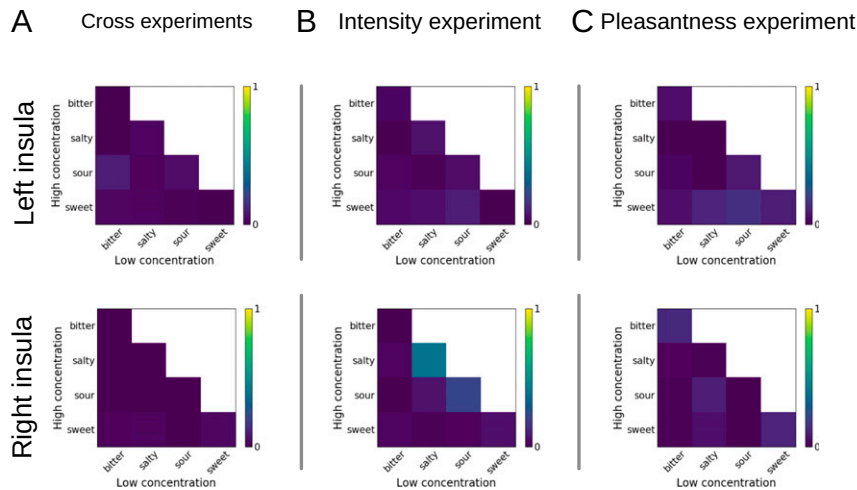 A Cross experiments
B Intensity experiment
C Pleasantness experiment
Left insula
High concentration
bitter
salty
sour
sweet
bitter
salty
sour
sweet
Low concentration
1
0
High concentration
bitter
salty
sour
sweet
bitter
salty
sour
sweet
Low concentration
1
0
High concentration
bitter
salty
sour
sweet
bitter
salty
sour
sweet
Low concentration
1
0
Right insula
High concentration
bitter
salty
sour
sweet
bitter
salty
sour
sweet
Low concentration
1
0
High concentration
bitter
salty
sour
sweet
bitter
salty
sour
sweet
Low concentration
1
0
High concentration
bitter
salty
sour
sweet
bitter
salty
sour
sweet
Low concentration